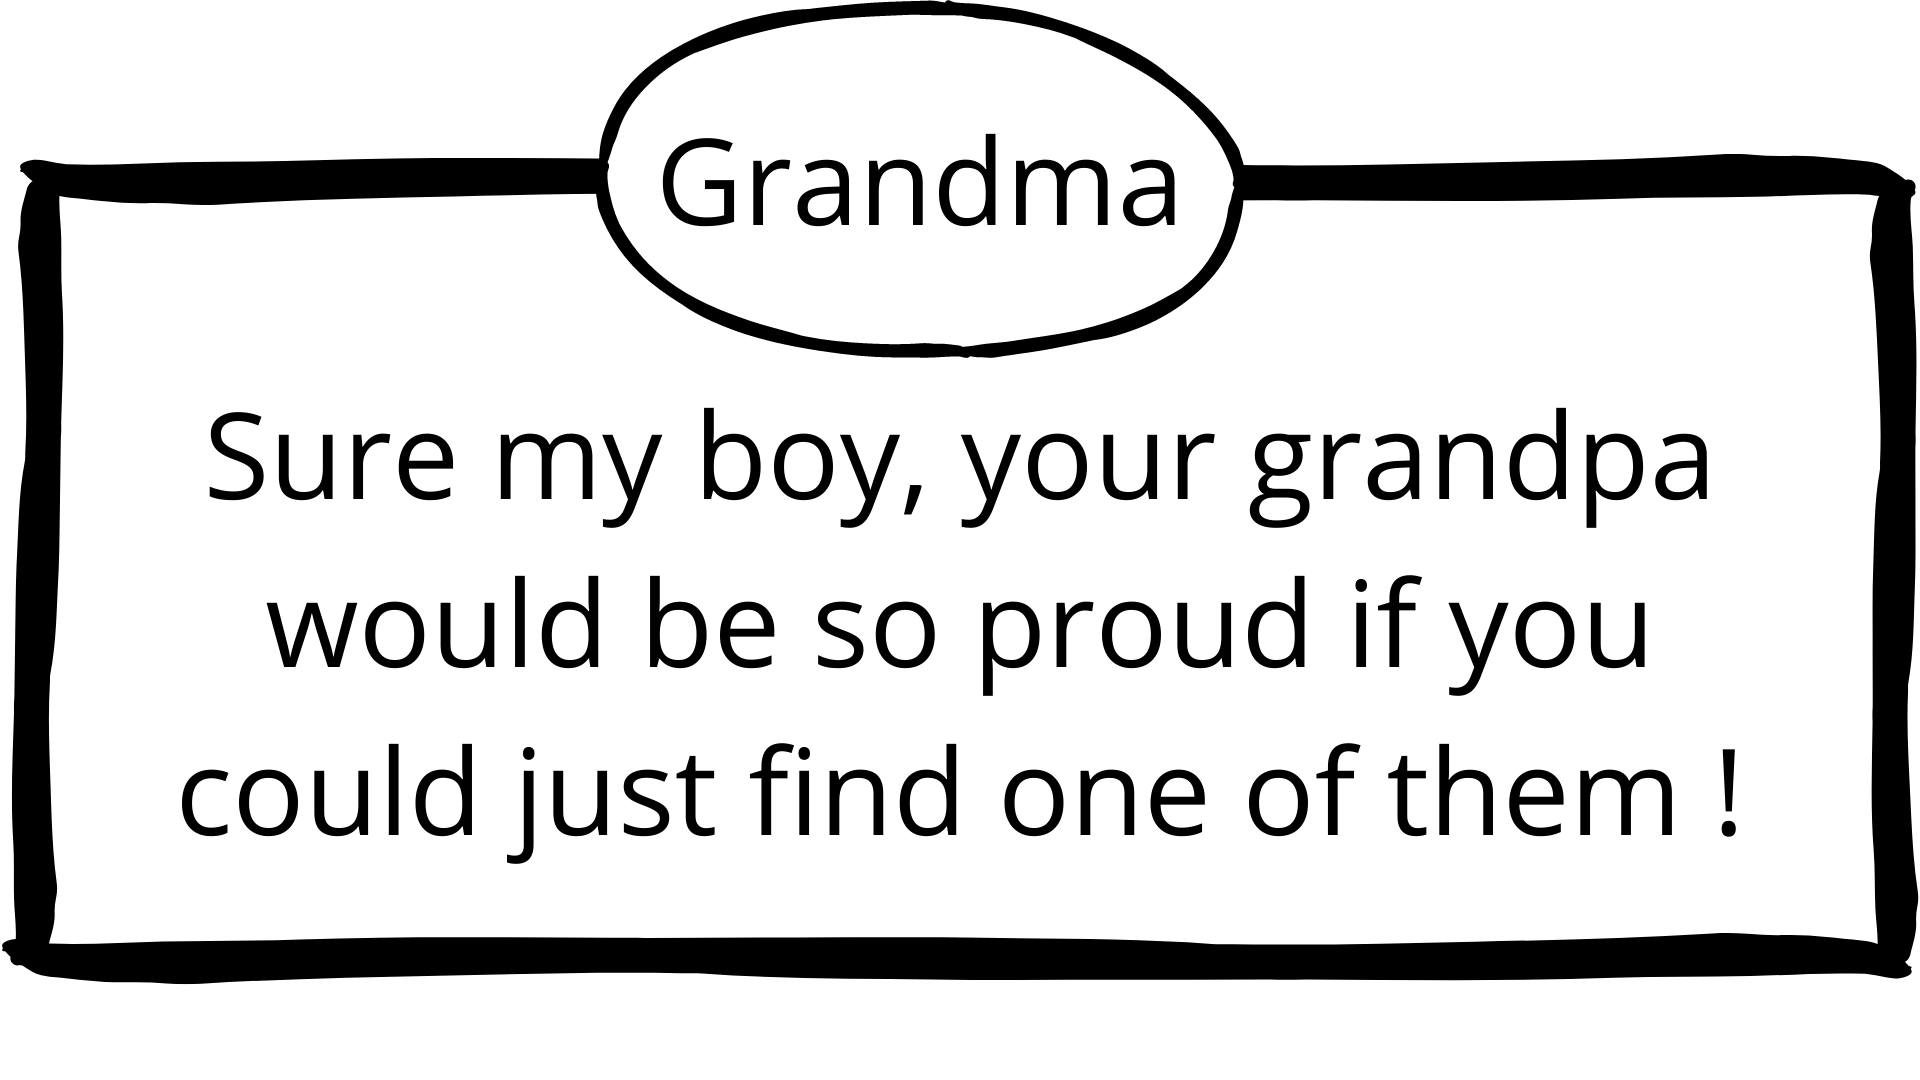 Grandma
Sure my boy, your grandpa
would be so proud if you
could just find one of them !